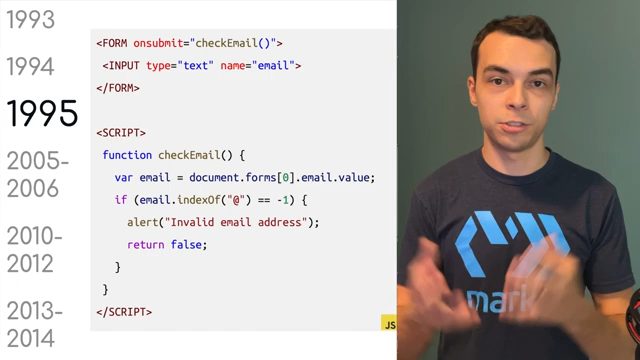 1993
1994
1995
2005-
2006
2010-
2012
2013-
2014
<FORM onsubmit="checkEmail()">
<INPUT type="text" name="email">
</FORM>
<SCRIPT>
function checkEmail() {
var email = document.forms[0].email.value;
if (email.indexOf("@") == -1) {
alert("Invalid email address");
return false;
}
}
</SCRIPT>
JS
mark